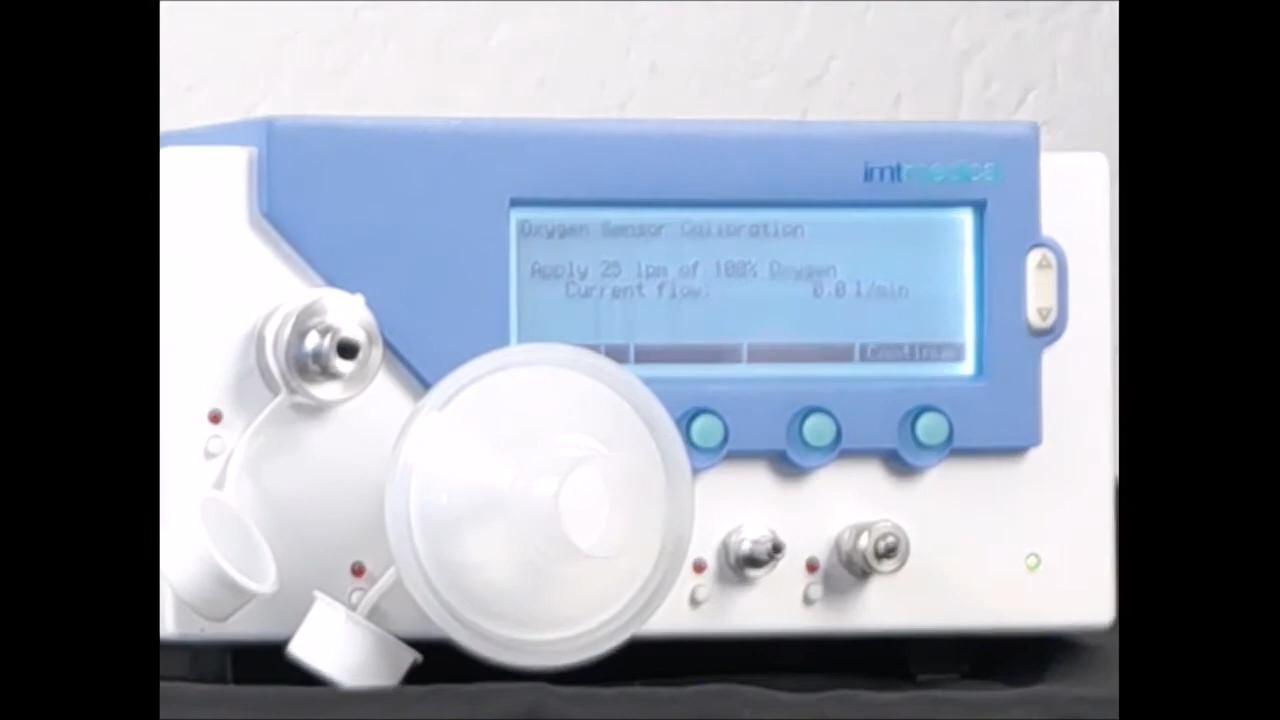 imtmedical
Oxygen Sensor Calibration
Apply 25 lpm of 100% Oxygen
Current flow: 0.0 l/min
Continue